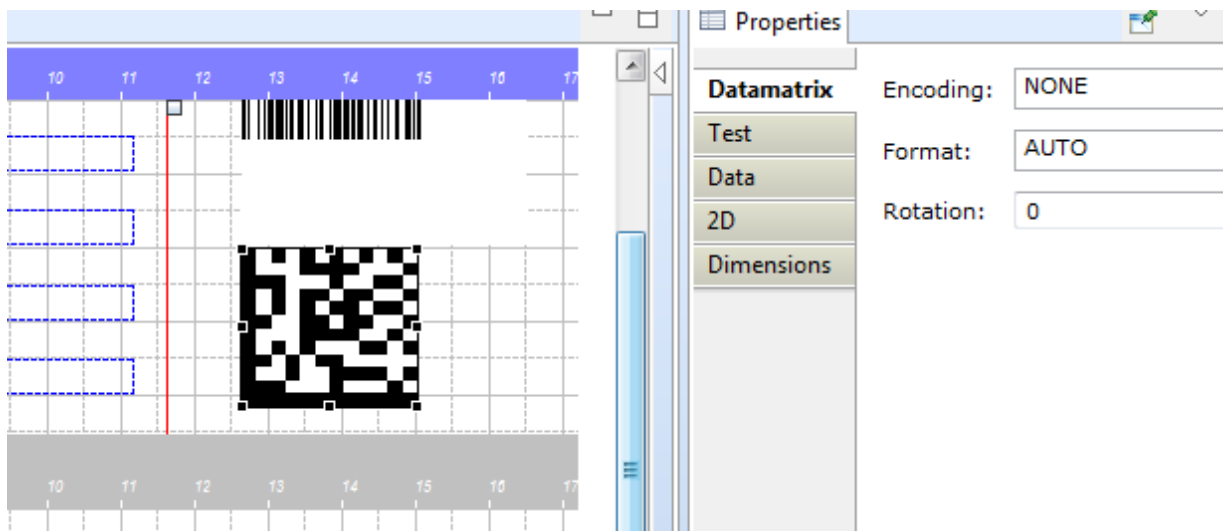 Properties
10 11 12 13 14 15 16 17
Datamatrix
Encoding: NONE
Test
Format: AUTO
Data
Rotation: 0
2D
Dimensions
10 11 12 13 14 15 16 17